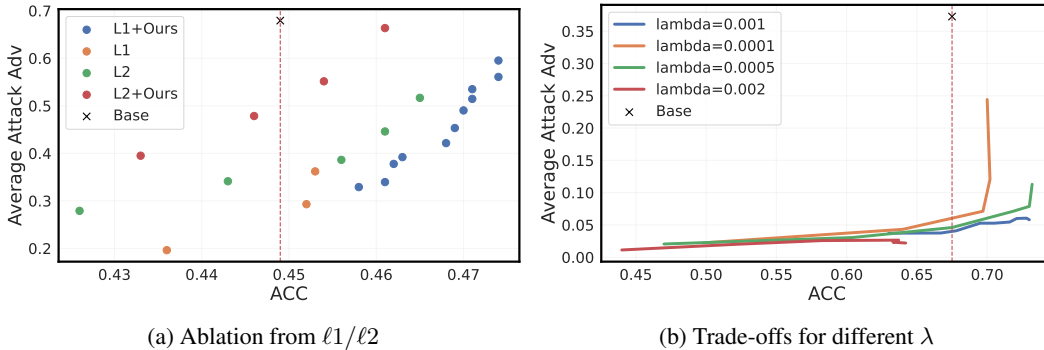 0.7
0.6
0.5
0.4
0.3
0.2
Average Attack Adv
L1+Ours
L1
L2
L2+Ours
Base
0.43 0.44 0.45 0.46 0.47
ACC
(a) Ablation from ℓ1/ℓ2
0.35
0.30
0.25
0.20
0.15
0.10
0.05
0.00
Average Attack Adv
lambda=0.001
lambda=0.0001
lambda=0.0005
lambda=0.002
Base
0.45 0.50 0.55 0.60 0.65 0.70
ACC
(b) Trade-offs for different λ